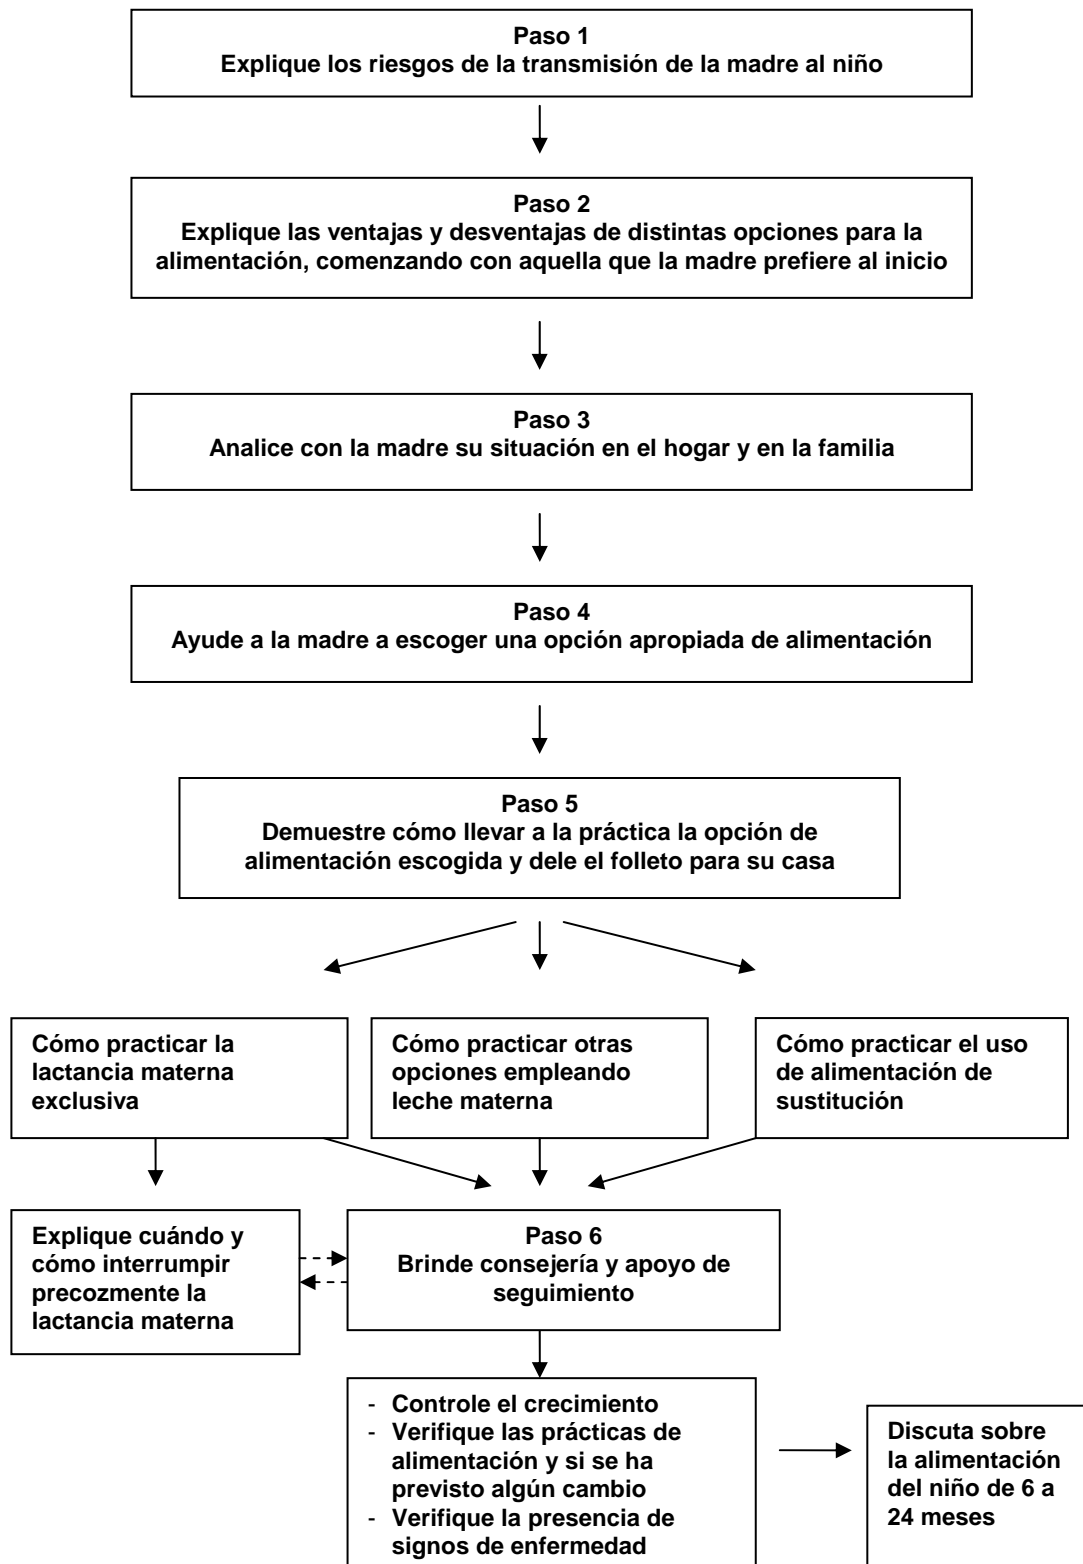 Paso 1
Explique los riesgos de la transmisión de la madre al niño
Paso 2
Explique las ventajas y desventajas de distintas opciones para la
alimentación, comenzando con aquella que la madre prefiere al inicio
Paso 3
Analice con la madre su situación en el hogar y en la familia
Paso 4
Ayude a la madre a escoger una opción apropiada de alimentación
Paso 5
Demuestre cómo llevar a la práctica la opción de
alimentación escogida y dele el folleto para su casa
Cómo practicar la
lactancia materna
exclusiva
Cómo practicar otras
opciones empleando
leche materna
Cómo practicar el uso
de alimentación de
sustitución
Explique cuándo y
cómo interrumpir
precozmente la
lactancia materna
Paso 6
Brinde consejería y apoyo de
seguimiento
- Controle el crecimiento
- Verifique las prácticas de
alimentación y si se ha
previsto algún cambio
- Verifique la presencia de
signos de enfermedad
Discuta sobre
la alimentación
del niño de 6 a
24 meses